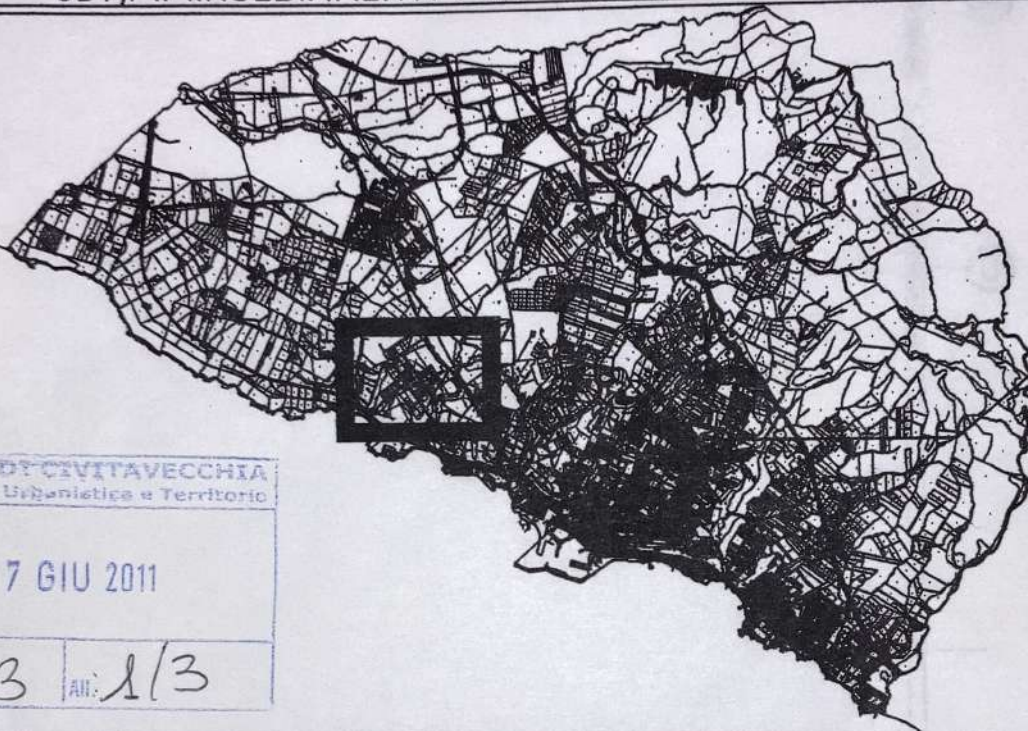 DI CIVITAVECCHIA
Urbanistica e Territorio
7 GIU 2011
3
All: 1/3